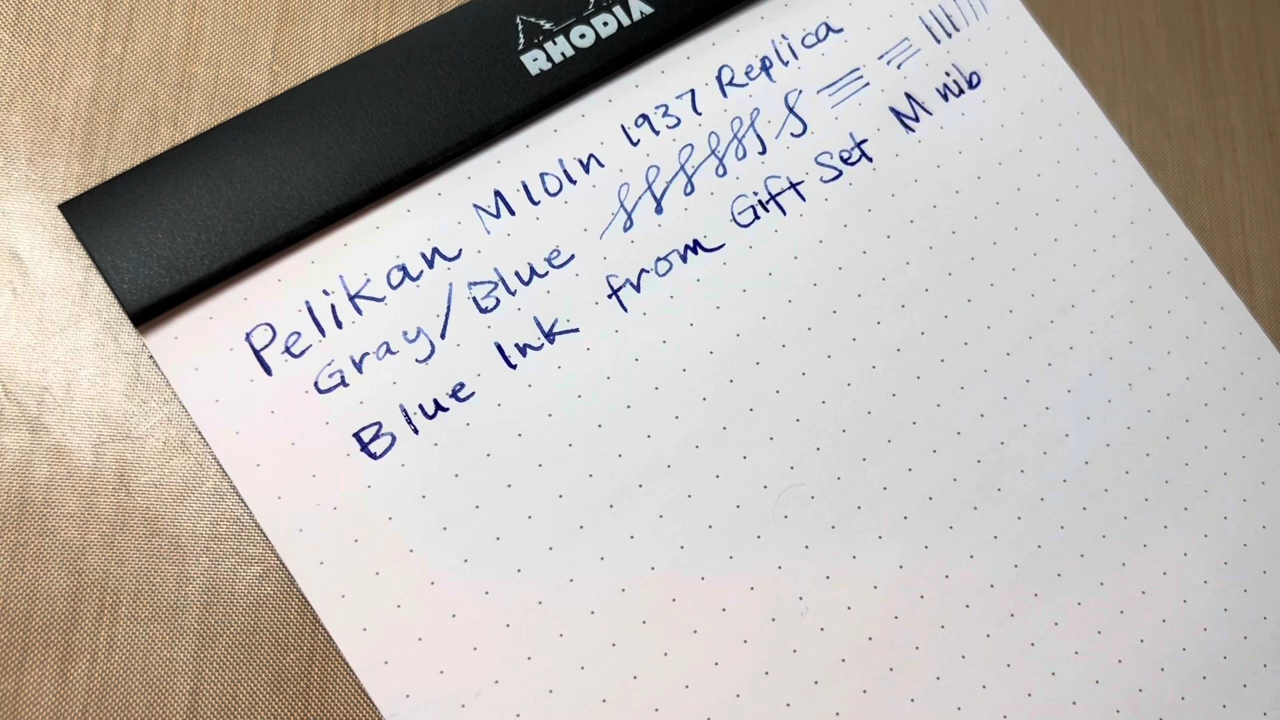 RHODIA
Pelikan M101n 1937 Replica
Gray/Blue
Blue Ink from Gift Set M nib